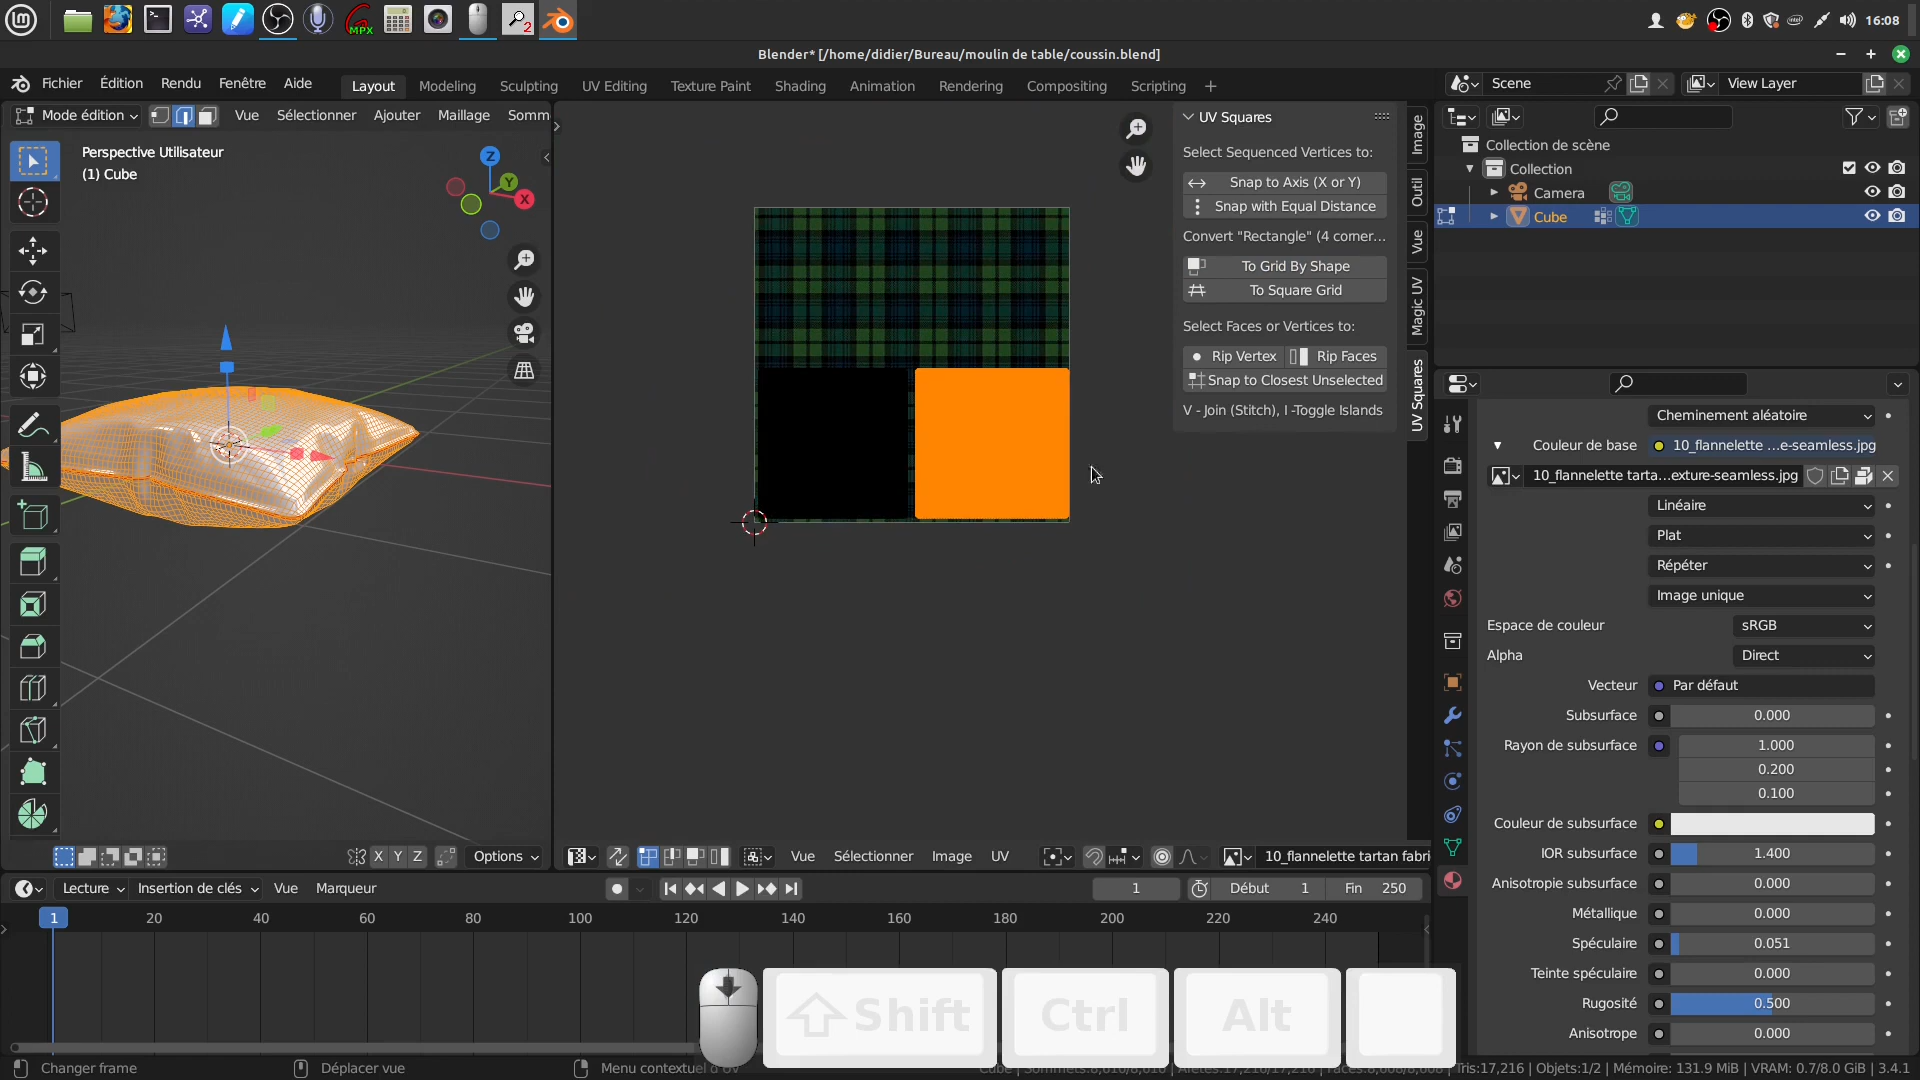 16:08
Blender* [/home/didier/Bureau/moulin de table/coussin.blend]
Fichier Édition Rendu Fenêtre Aide
Layout Modeling Sculpting UV Editing Texture Paint Shading Animation Rendering Compositing Scripting +
Scene
View Layer
Mode édition
Vue Sélectionner Ajouter Maillage Somm
Perspective Utilisateur
(1) Cube
Z
Y
X
UV Squares
Select Sequenced Vertices to:
Snap to Axis (X or Y)
Snap with Equal Distance
Convert "Rectangle" (4 corner...
To Grid By Shape
To Square Grid
Select Faces or Vertices to:
Rip Vertex Rip Faces
Snap to Closest Unselected
V - Join (Stitch), I -Toggle Islands
Image
Outil
Vue
Magic UV
UV Squares
Collection de scène
Collection
Camera
Cube
Cheminement aléatoire
Couleur de base 10_flannelette ...e-seamless.jpg
10_flannelette tarta...exture-seamless.jpg
Linéaire
Plat
Répéter
Image unique
Espace de couleur sRGB
Alpha Direct
Vecteur Par défaut
Subsurface 0.000
Rayon de subsurface 1.000
0.200
0.100
Couleur de subsurface
IOR subsurface 1.400
Anisotropie subsurface 0.000
Métallique 0.000
Spéculaire 0.051
Teinte spéculaire 0.000
Rugosité 0.500
Anisotrope 0.000
X Y Z Options
Vue Sélectionner Image UV
10_flannelette tartan fabri
Lecture Insertion de clés Vue Marqueur
1
Début 1 Fin 250
1 20 40 60 80 100 120 140 160 180 200 220 240
Shift Ctrl Alt
Changer frame Déplacer vue Menu contextuel d'UV
Tris:17,216 | Objets:1/2 | Mémoire: 131.9 MiB | VRAM: 0.7/8.0 GiB | 3.4.1